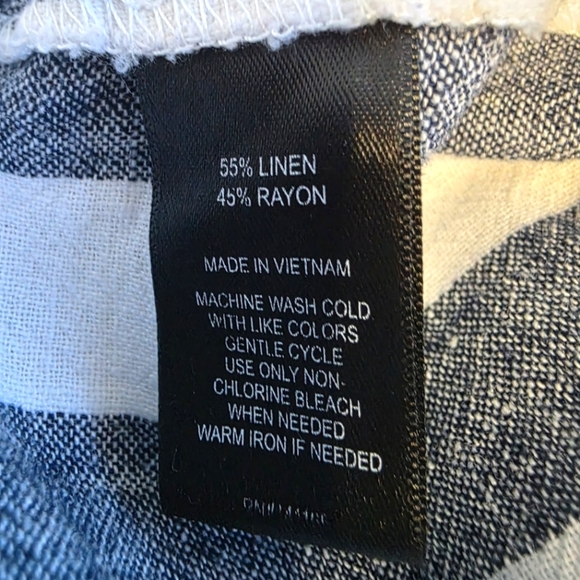 55% LINEN
45% RAYON
MADE IN VIETNAM
MACHINE WASH COLD
WITH LIKE COLORS
GENTLE CYCLE
USE ONLY NON-
CHLORINE BLEACH
WHEN NEEDED
WARM IRON IF NEEDED